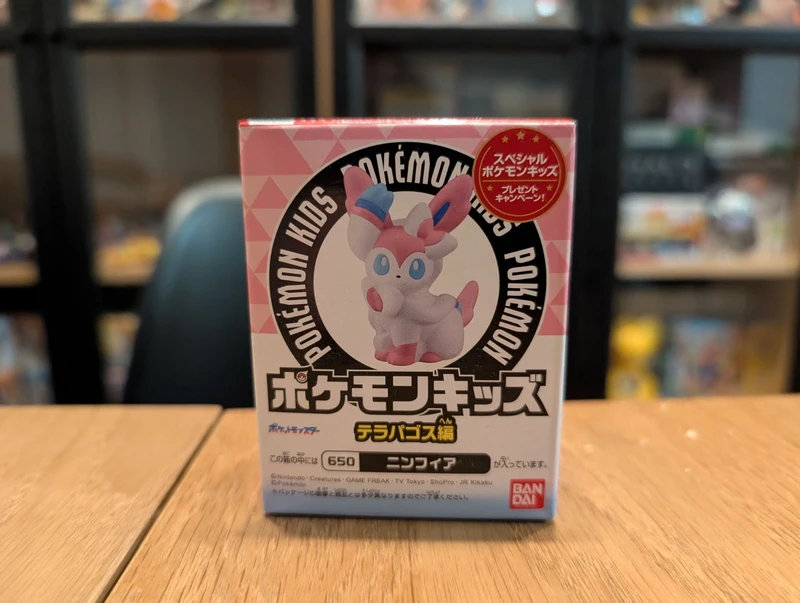 POKÉMON KIDS POKÉMON KIDS POKÉMON
スペシャル
ポケモンキッズ
プレゼント
キャンペーン!
ポケモンキッズ
テラパゴス編
へん
ポケットモンスター
この箱の中には 650 ニンフィア が入っています。
©Nintendo・Creatures・GAME FREAK・TV Tokyo・ShoPro・JR Kikaku
©Pokémon
BAN
DAI